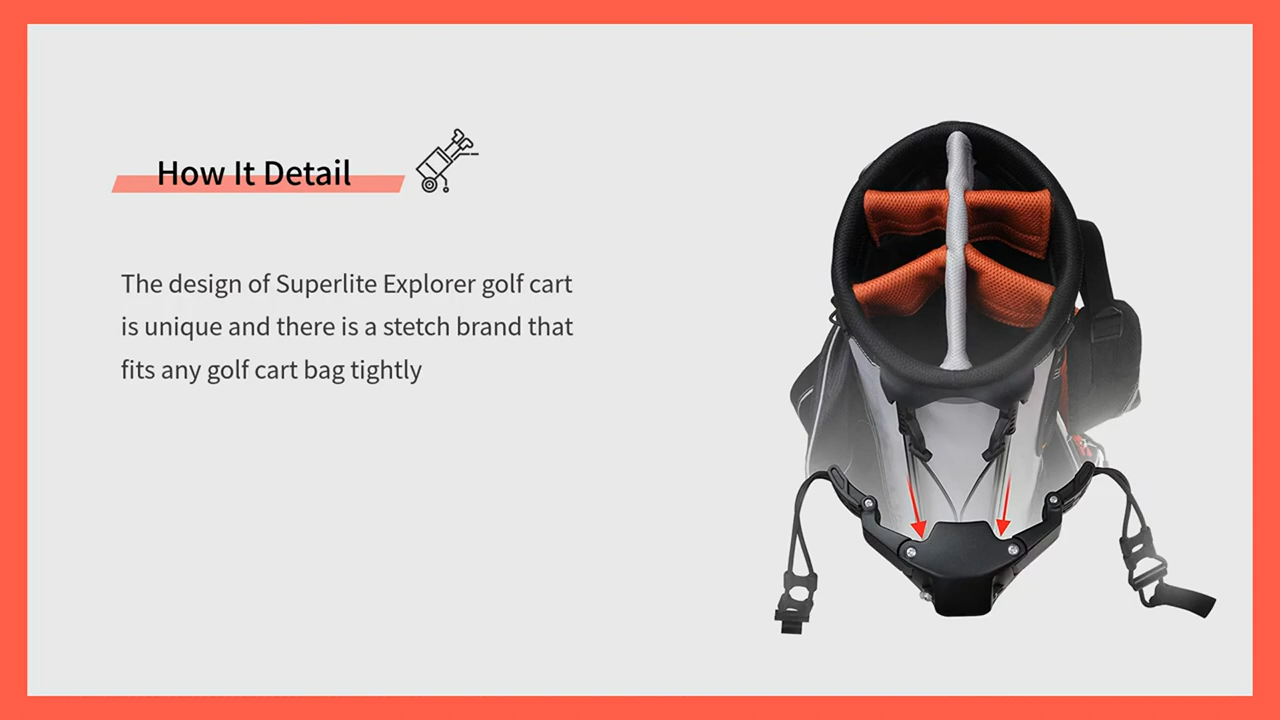 How It Detail
The design of Superlite Explorer golf cart
is unique and there is a stetch brand that
fits any golf cart bag tightly